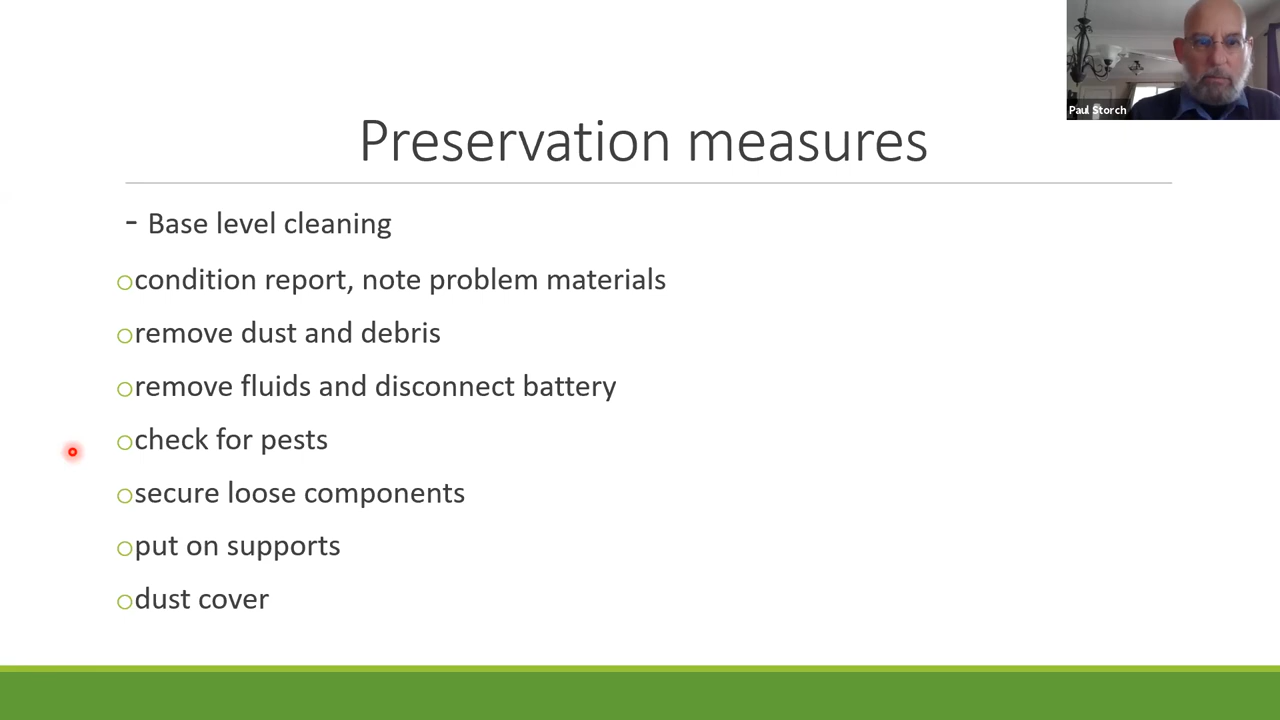 Paul Storch
Preservation measures
- Base level cleaning
condition report, note problem materials
remove dust and debris
remove fluids and disconnect battery
check for pests
secure loose components
put on supports
dust cover